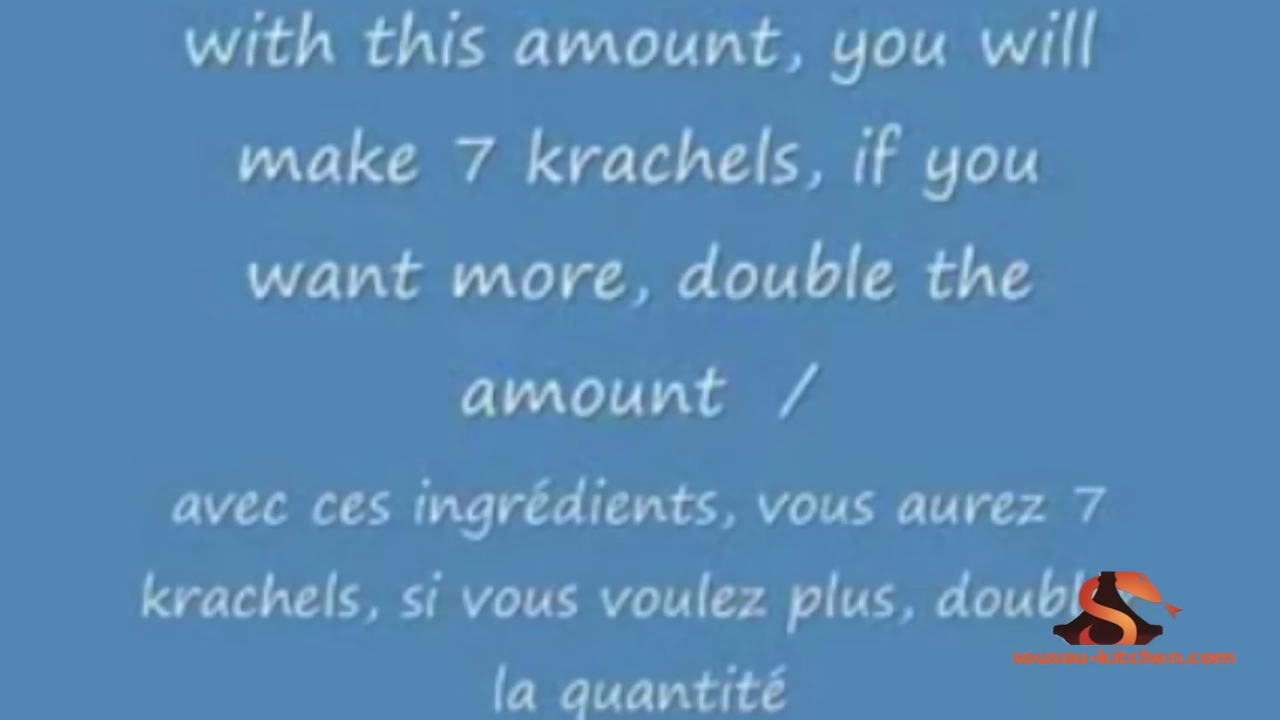 with this amount, you will
make 7 krachels, if you
want more, double the
amount /
avec ces ingrédients, vous aurez 7
krachels, si vous voulez plus,
la quantité
sousou-kitchen.com